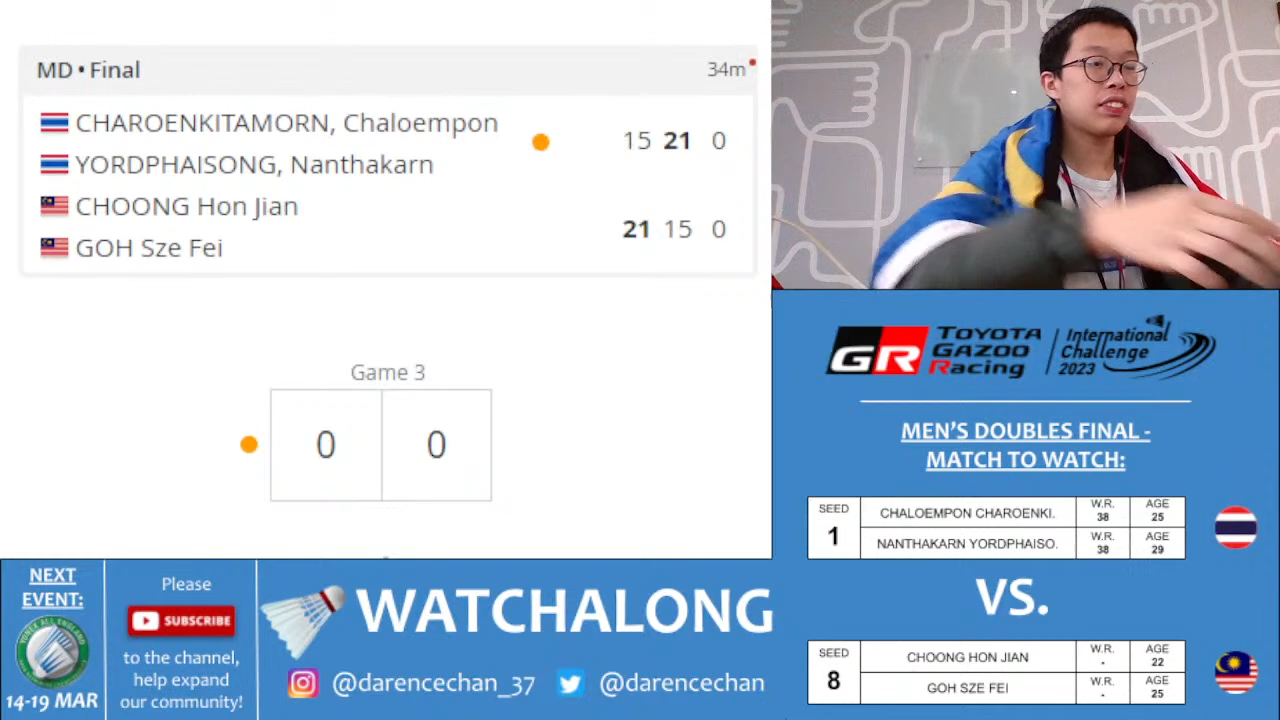 MD • Final
34m
CHAROENKITAMORN, Chaloempon
YORDPHAISONG, Nanthakarn
15 21 0
CHOONG Hon Jian
GOH Sze Fei
21 15 0
Game 3
0 0
GR TOYOTA GAZOO Racing
International Challenge 2023
MEN'S DOUBLES FINAL -
MATCH TO WATCH:
SEED 1
CHALOEMPON CHAROENKI. W.R. 38 AGE 25
NANTHAKARN YORDPHAISO. W.R. 38 AGE 29
VS.
SEED 8
CHOONG HON JIAN W.R. - AGE 22
GOH SZE FEI W.R. - AGE 25
NEXT
EVENT:
14-19 MAR
Please
SUBSCRIBE
to the channel,
help expand
our community!
WATCHALONG
@darencechan_37
@darencechan